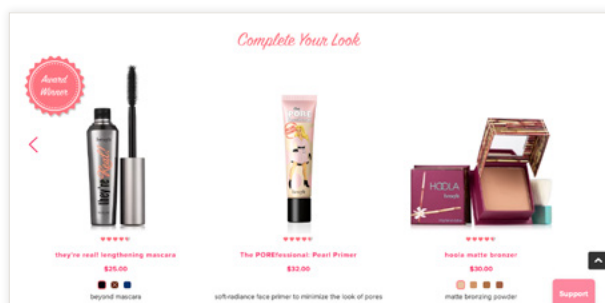 Complete Your Look
Award
Winner
they're real!
benefit
the
POREfessional
HOOLA
benefit
they're real! lengthening mascara
The POREfessional: Pearl Primer
hoola matte bronzer
$25.00
$32.00
$30.00
beyond mascara
soft-radiance face primer to minimize the look of pores
matte bronzing powder
Support